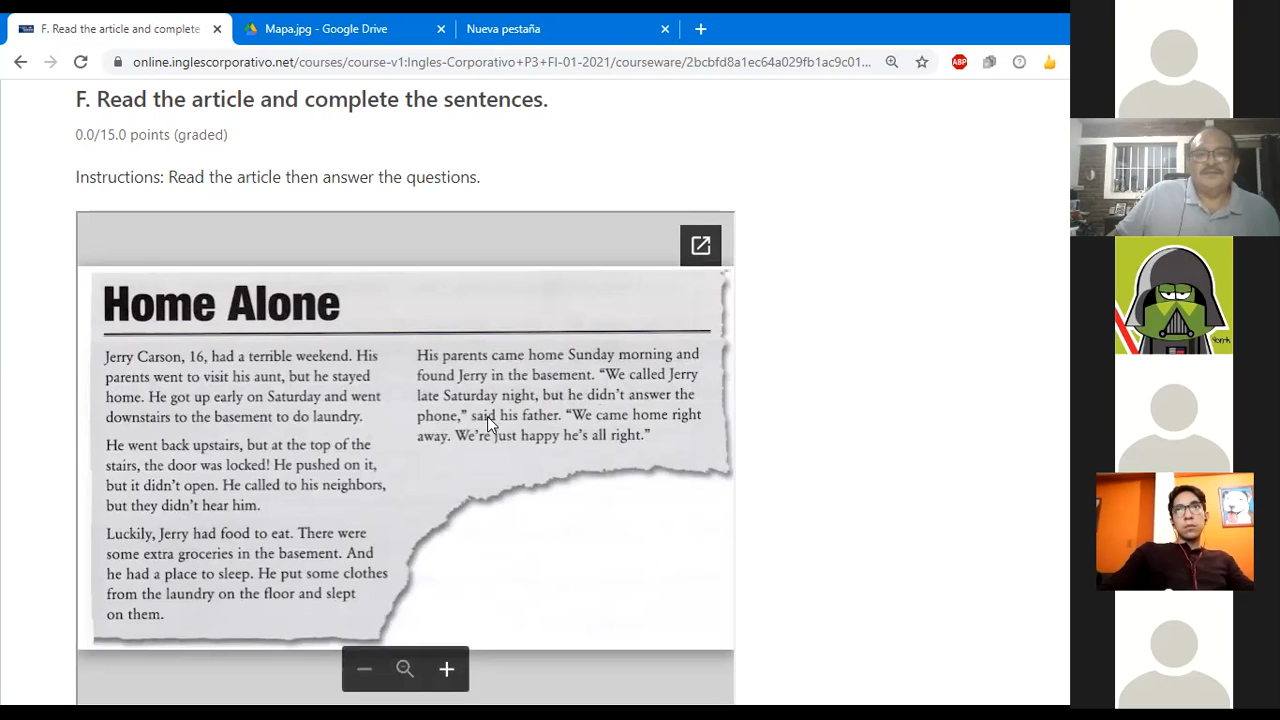 F. Read the article and complete
Mapa.jpg - Google Drive
Nueva pestaña
online.inglescorporativo.net/courses/course-v1:Ingles-Corporativo+P3+FI-01-2021/courseware/2bcbfd8a1ec64a029fb1ac9c01...
ABP
F. Read the article and complete the sentences.
0.0/15.0 points (graded)
Instructions: Read the article then answer the questions.
Home Alone
Jerry Carson, 16, had a terrible weekend. His
parents went to visit his aunt, but he stayed
home. He got up early on Saturday and went
downstairs to the basement to do laundry.
He went back upstairs, but at the top of the
stairs, the door was locked! He pushed on it,
but it didn't open. He called to his neighbors,
but they didn't hear him.
Luckily, Jerry had food to eat. There were
some extra groceries in the basement. And
he had a place to sleep. He put some clothes
from the laundry on the floor and slept
on them.
His parents came home Sunday morning and
found Jerry in the basement. “We called Jerry
late Saturday night, but he didn't answer the
phone,” said his father. “We came home right
away. We're just happy he's all right.”